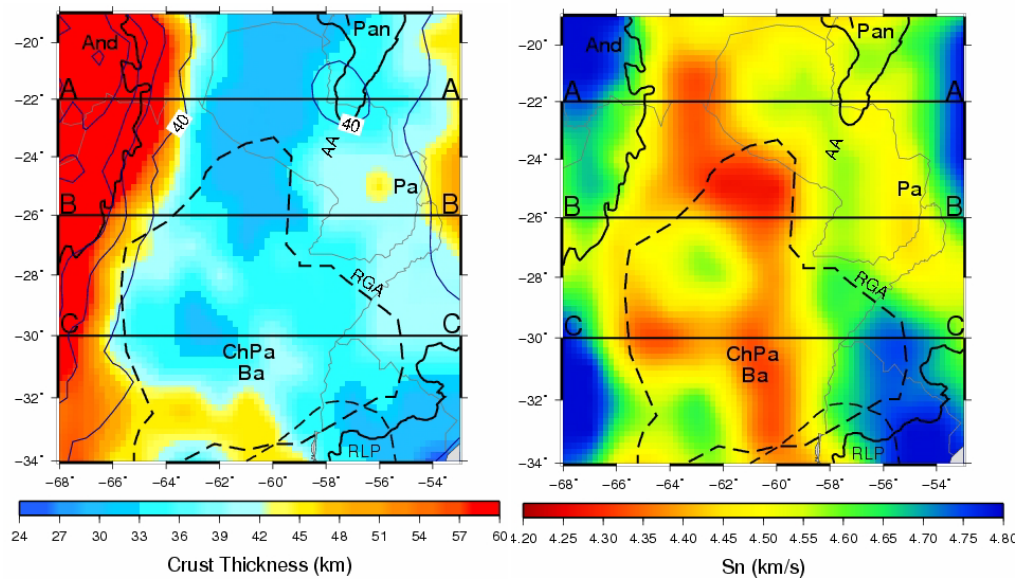 And Pan
−20°
A A
−22°
40 40
AA
−24°
Pa
B B
−26°
−28°
RGA
C C
−30°
ChPa
Ba
−32°
RLP
−34°
−68° −66° −64° −62° −60° −58° −56° −54°
24 27 30 33 36 39 42 45 48 51 54 57 60
Crust Thickness (km)
And Pan
−20°
A A
−22°
AA
−24°
Pa
B B
−26°
−28°
RGA
C C
−30°
ChPa
Ba
−32°
RLP
−34°
−68° −66° −64° −62° −60° −58° −56° −54°
4.20 4.25 4.30 4.35 4.40 4.45 4.50 4.55 4.60 4.65 4.70 4.75 4.80
Sn (km/s)